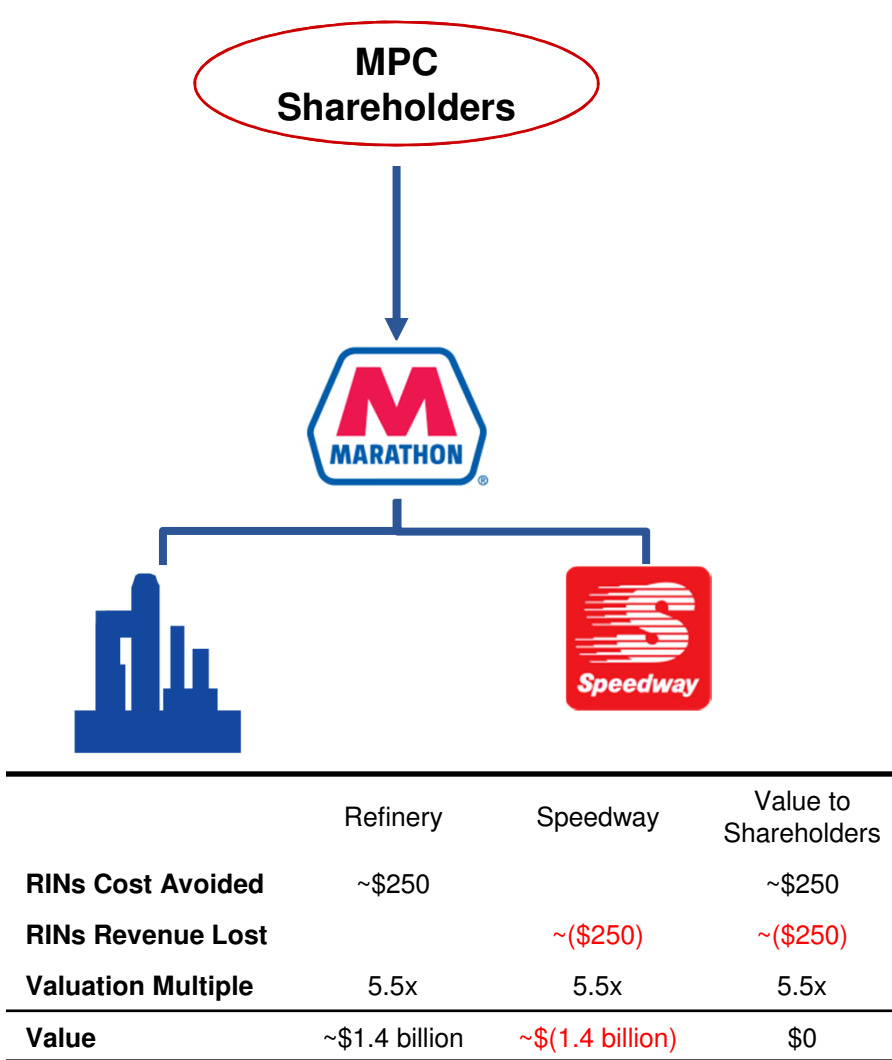 MPC
Shareholders
M
MARATHON
®
S
Speedway
Refinery Speedway Value to Shareholders
RINs Cost Avoided ~$250 ~$250
RINs Revenue Lost ~($250) ~($250)
Valuation Multiple 5.5x 5.5x 5.5x
Value ~$1.4 billion ~$(1.4 billion) $0